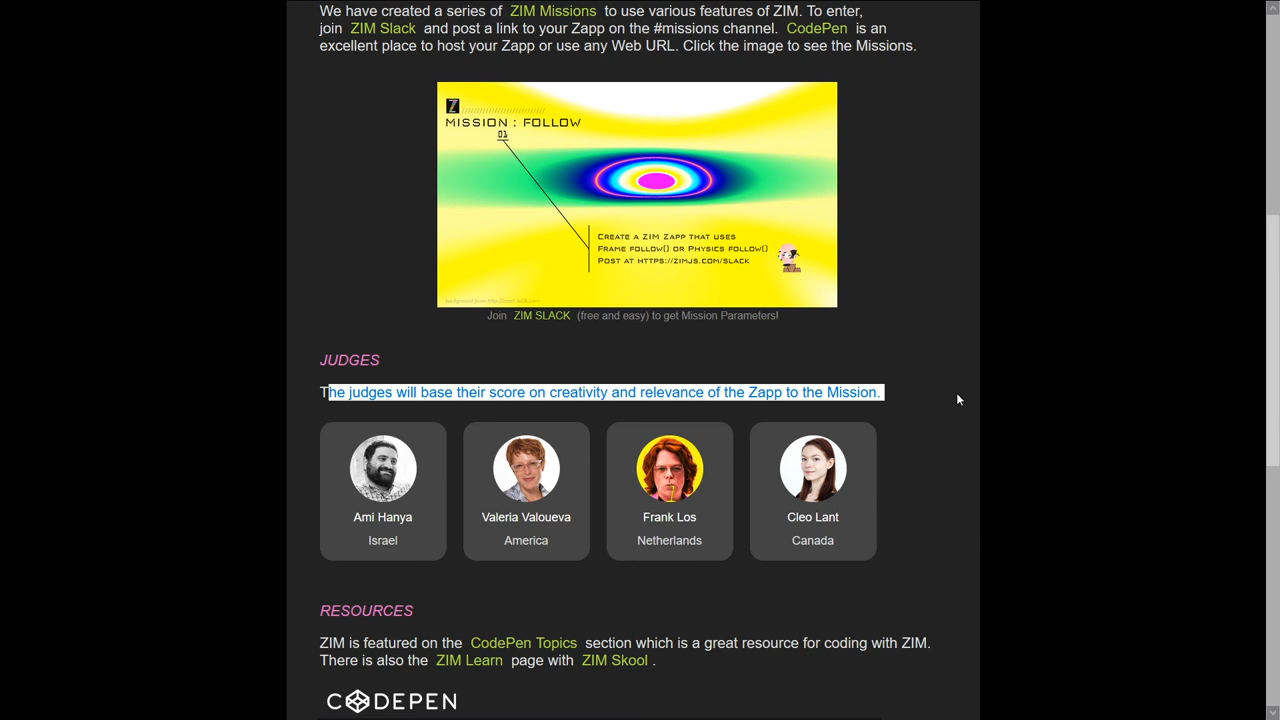 We have created a series of ZIM Missions to use various features of ZIM. To enter,
join ZIM Slack and post a link to your Zapp on the #missions channel. CodePen is an
excellent place to host your Zapp or use any Web URL. Click the image to see the Missions.
Z
MISSION : FOLLOW
01
CREATE A ZIM ZAPP THAT USES
FRAME FOLLOW() OR PHYSICS FOLLOW()
POST AT HTTPS://ZIMJS.COM/SLACK
Join ZIM SLACK (free and easy) to get Mission Parameters!
JUDGES
The judges will base their score on creativity and relevance of the Zapp to the Mission.
Ami Hanya
Valeria Valoueva
Frank Los
Cleo Lant
Israel
America
Netherlands
Canada
RESOURCES
ZIM is featured on the CodePen Topics section which is a great resource for coding with ZIM.
There is also the ZIM Learn page with ZIM Skool .
CODEPEN